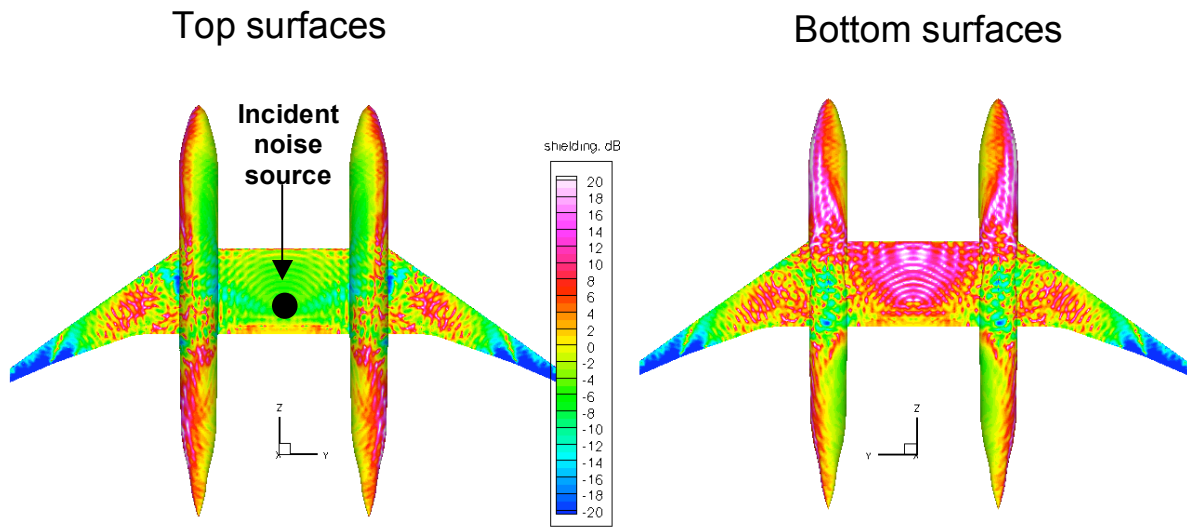 Top surfaces
Bottom surfaces
Incident
noise
source
shielding, dB
20
18
16
14
12
10
8
6
4
2
0
-2
-4
-6
-8
-10
-12
-14
-16
-18
-20
Z
X
Y
Z
Y
X